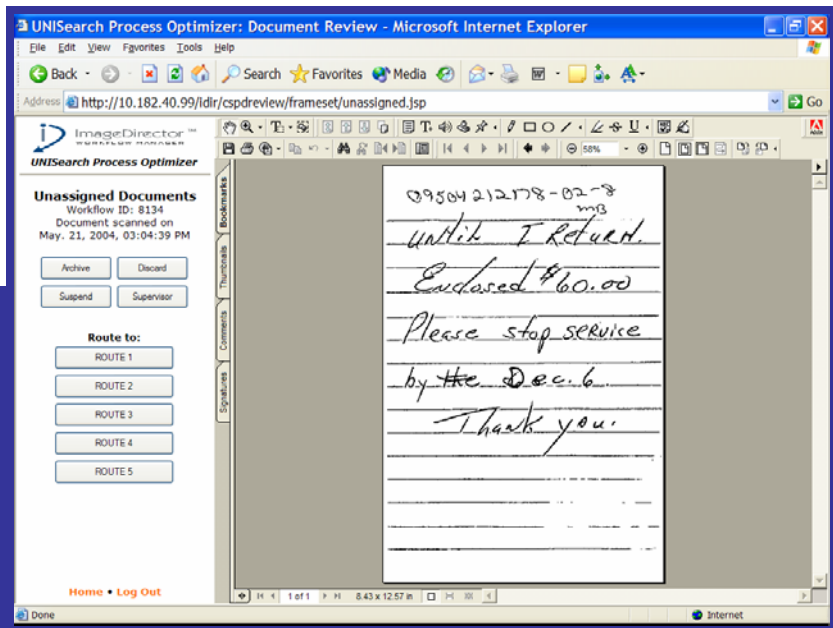 UNISearch Process Optimizer: Document Review - Microsoft Internet Explorer
File Edit View Favorites Tools Help
Back Search Favorites Media
Address http://10.182.40.99/idir/cspdreview/frameset/unassigned.jsp Go
ImageDirector™
WORKFLOW MANAGER
UNISearch Process Optimizer
58%
Unassigned Documents
Workflow ID: 8134
Document scanned on
May. 21, 2004, 03:04:39 PM
Archive Discard
Suspend Supervisor
Route to:
ROUTE 1
ROUTE 2
ROUTE 3
ROUTE 4
ROUTE 5
Home • Log Out
Bookmarks
Thumbnails
Comments
Signatures
09504212178-02-8
mB
until I Return.
Enclosed $60.00
Please stop service
by the Dec. 6.
Thank you.
1 of 1 8.43 x 12.57 in
Done Internet